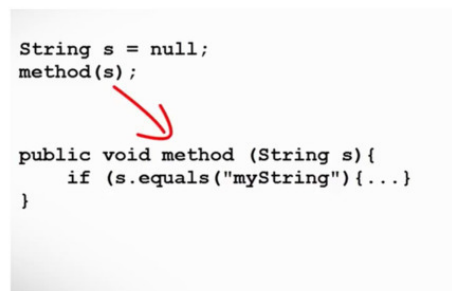 String s = null;
method(s);
public void method (String s){
if (s.equals("myString"){...}
}